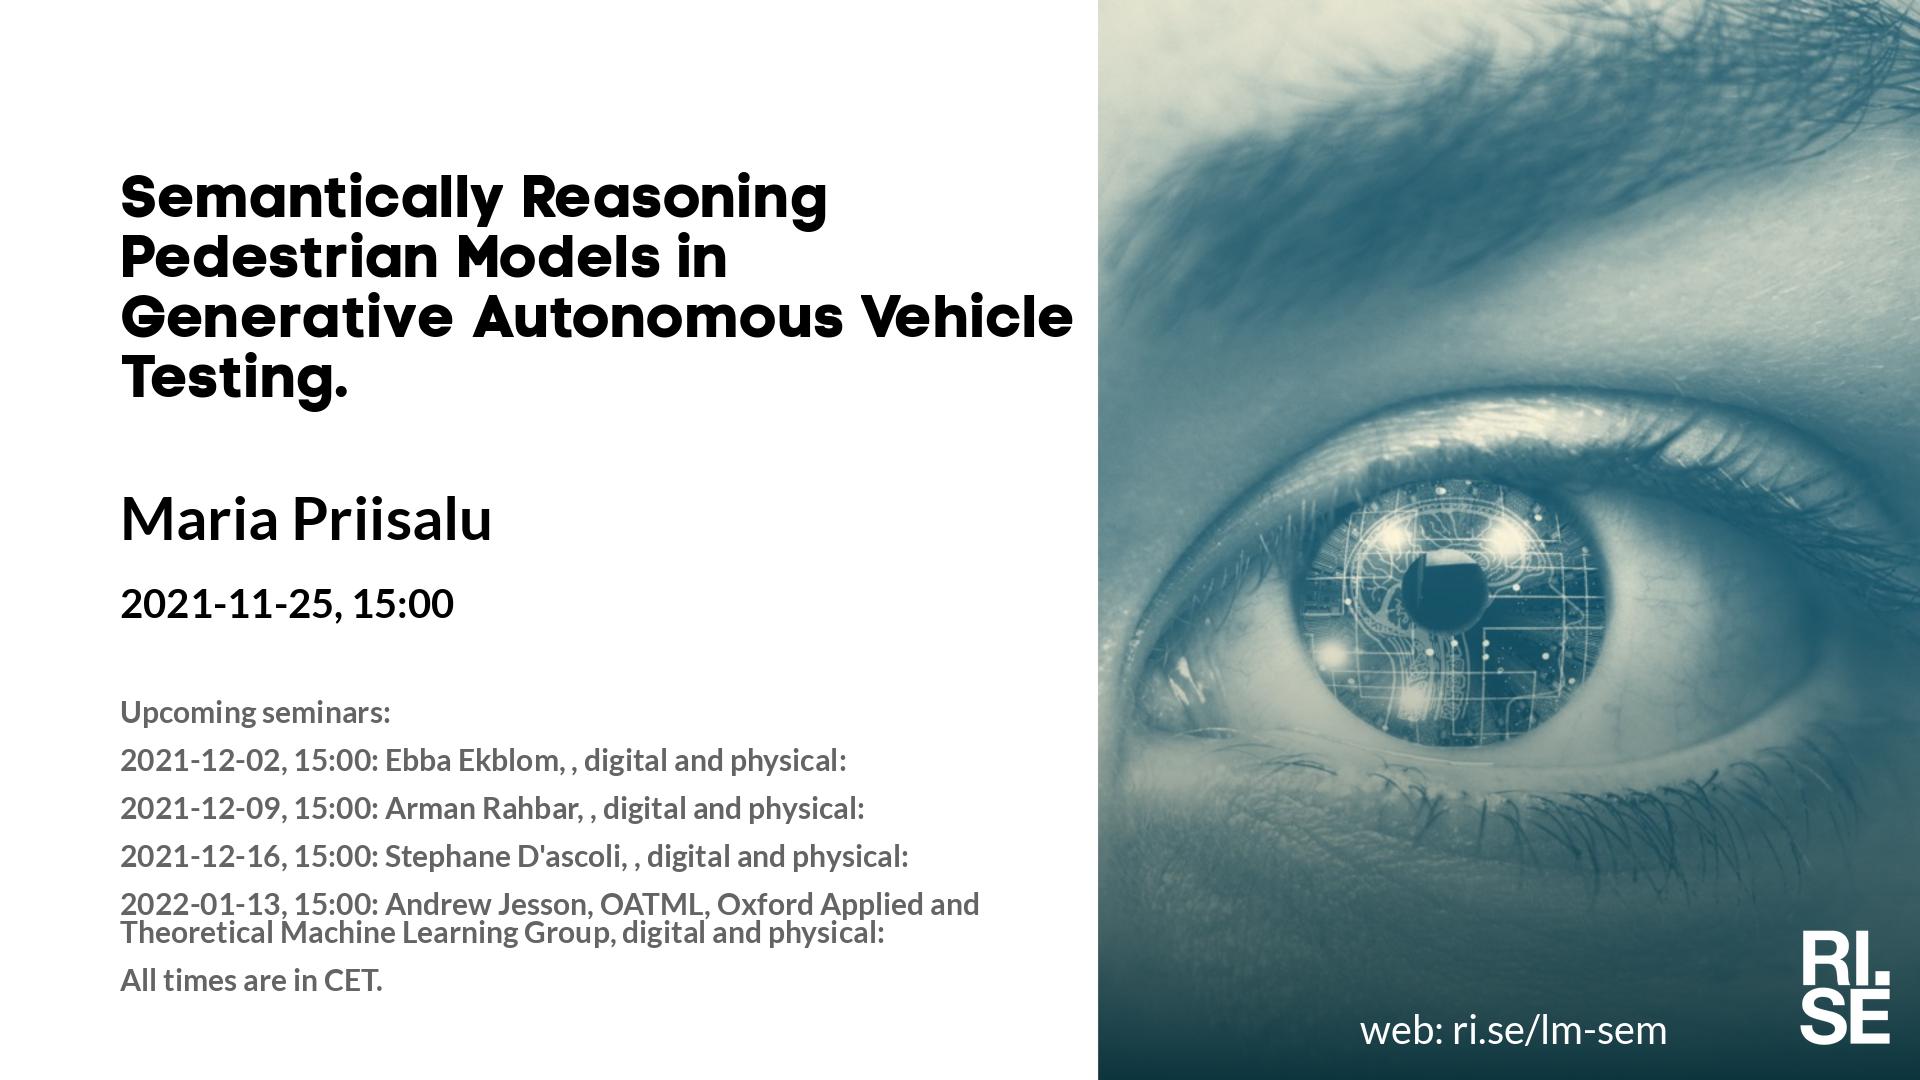 Semantically Reasoning
Pedestrian Models in
Generative Autonomous Vehicle
Testing.
Maria Priisalu
2021-11-25, 15:00
Upcoming seminars:
2021-12-02, 15:00: Ebba Ekblom, , digital and physical:
2021-12-09, 15:00: Arman Rahbar, , digital and physical:
2021-12-16, 15:00: Stephane D'ascoli, , digital and physical:
2022-01-13, 15:00: Andrew Jesson, OATML, Oxford Applied and
Theoretical Machine Learning Group, digital and physical:
All times are in CET.
web: ri.se/lm-sem
RI.
SE